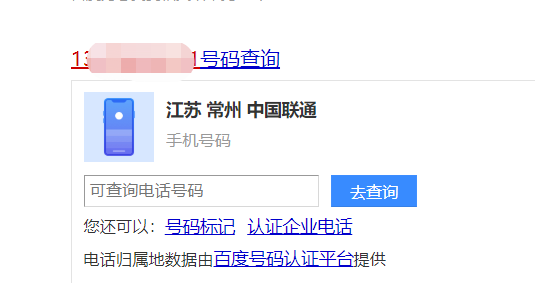 13 1号码查询
江苏 常州 中国联通
手机号码
可查询电话号码 去查询
您还可以：号码标记 认证企业电话
电话归属地数据由百度号码认证平台提供